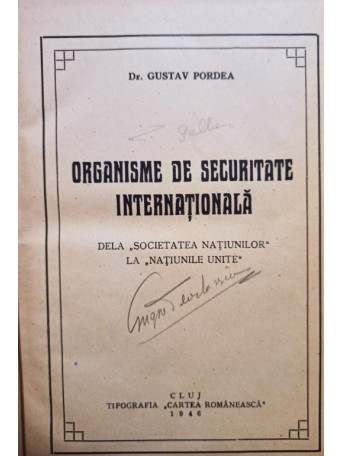 Dr. GUSTAV PORDEA
ORGANISME DE SECURITATE
INTERNAȚIONALĂ
DELA „SOCIETATEA NAȚIUNILOR"
LA „NAȚIUNILE UNITE"
CLUJ
TIPOGRAFIA „CARTEA ROMÂNEASCĂ"
1946